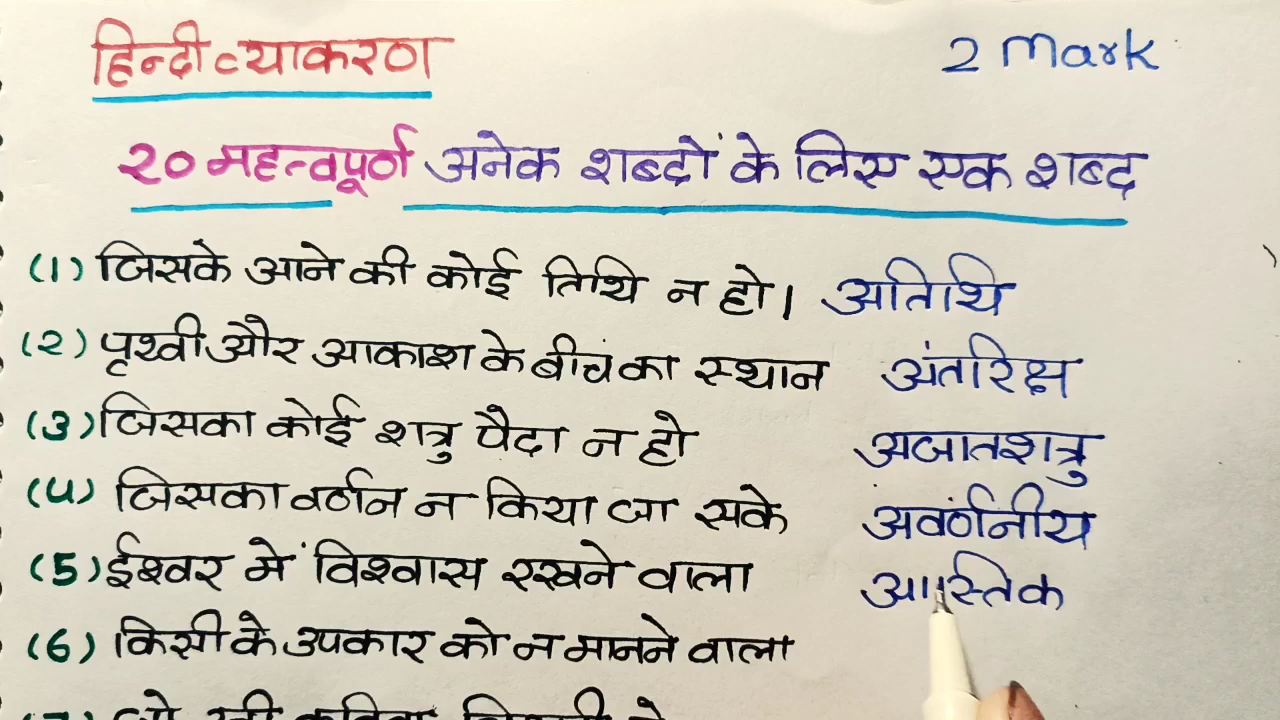 हिन्दी व्याकरण 2 Mark
20 महत्वपूर्ण अनेक शब्दों के लिए एक शब्द
(1) जिसके आने की कोई तिथि न हो। अतिथि
(2) पृथ्वी और आकाश के बीच का स्थान अंतरिक्ष
(3) जिसका कोई शत्रु पैदा न हो अजातशत्रु
(4) जिसका वर्णन न किया जा सके अवर्णनीय
(5) ईश्वर में विश्वास रखने वाला आस्तिक
(6) किसी के उपकार को न मानने वाला